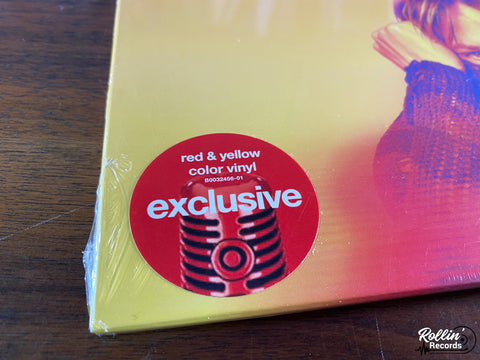 red & yellow
color vinyl
B0032456-01
exclusive
Rollin'
Records